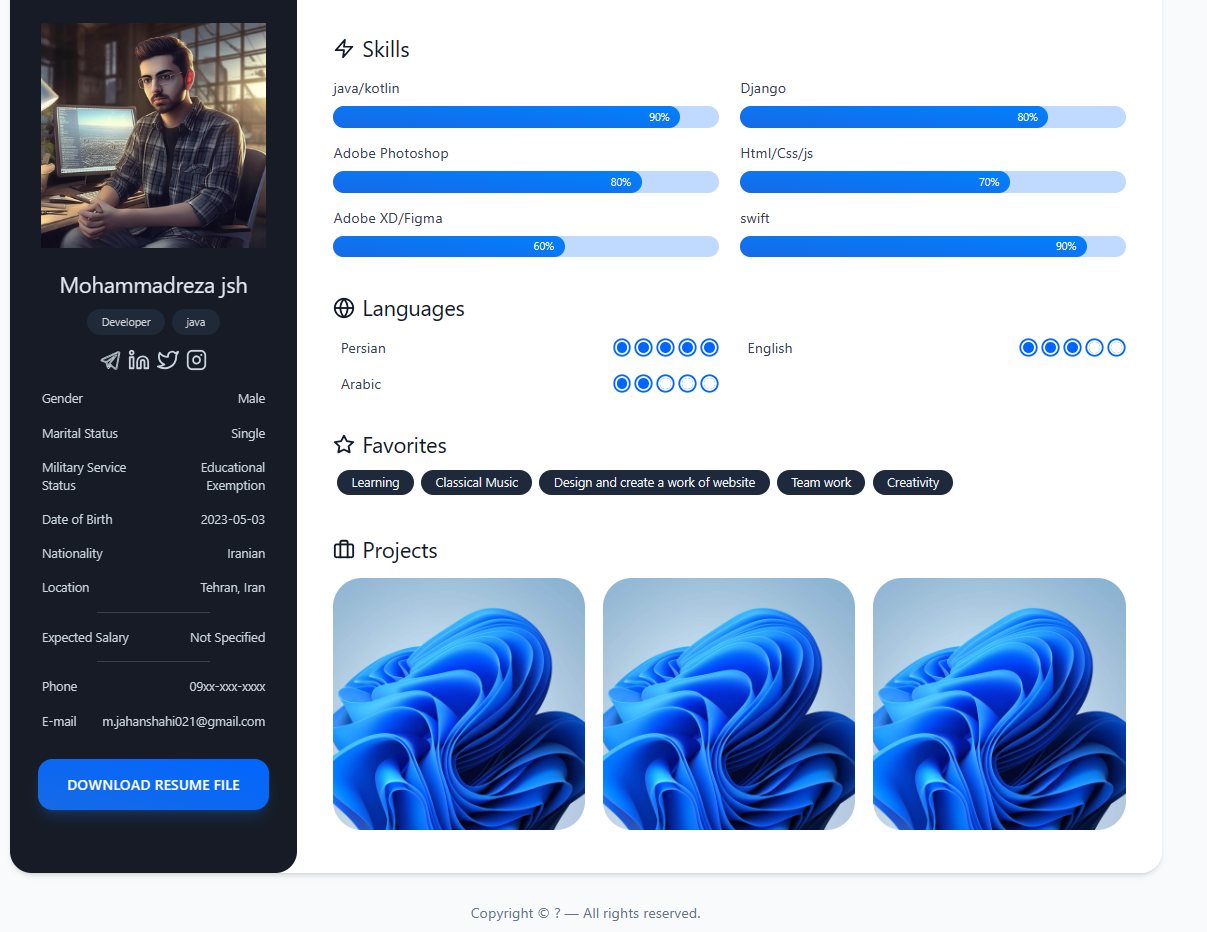 Mohammadreza jsh
Developer
java
Gender Male
Marital Status Single
Military Service Status Educational Exemption
Date of Birth 2023-05-03
Nationality Iranian
Location Tehran, Iran
Expected Salary Not Specified
Phone 09xx-xxx-xxxx
E-mail m.jahanshahi021@gmail.com
DOWNLOAD RESUME FILE
Skills
java/kotlin
90%
Django
80%
Adobe Photoshop
80%
Html/Css/js
70%
Adobe XD/Figma
60%
swift
90%
Languages
Persian
English
Arabic
Favorites
Learning
Classical Music
Design and create a work of website
Team work
Creativity
Projects
Copyright © ? — All rights reserved.